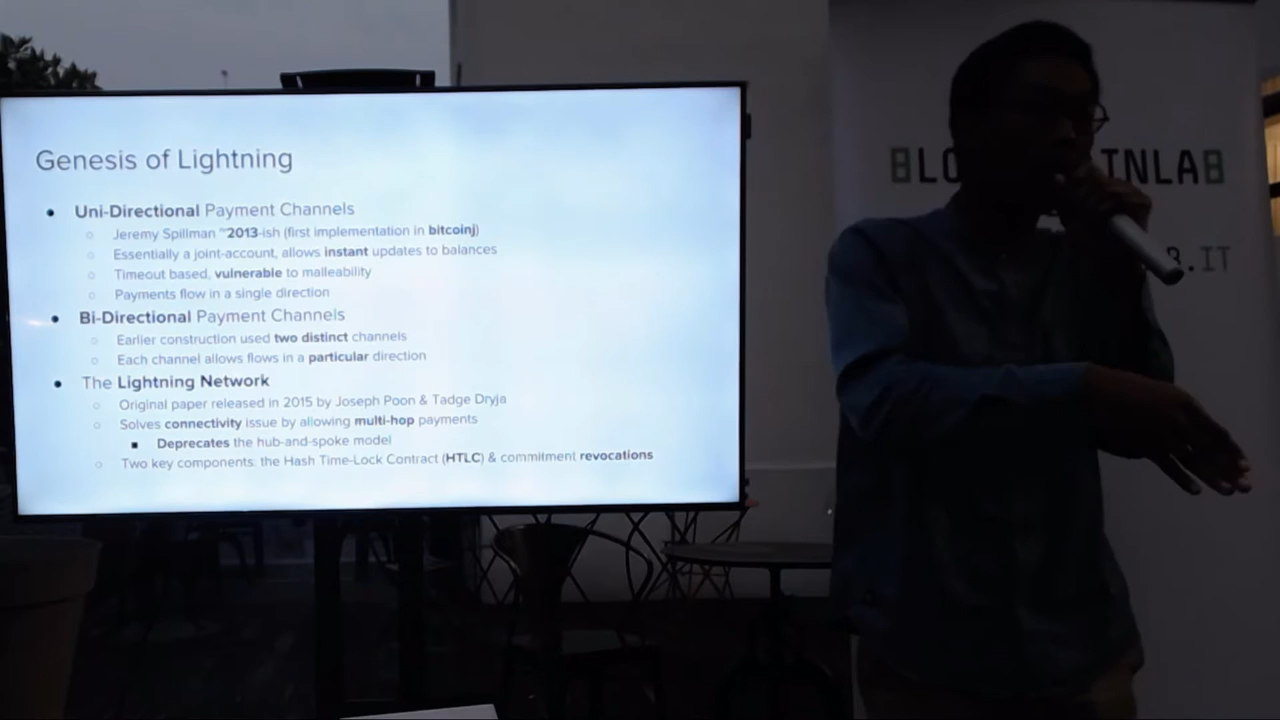 Genesis of Lightning
● Uni-Directional Payment Channels
○ Jeremy Spillman ~2013-ish (first implementation in bitcoinj)
○ Essentially a joint-account, allows instant updates to balances
○ Timeout based, vulnerable to malleability
○ Payments flow in a single direction
● Bi-Directional Payment Channels
○ Earlier construction used two distinct channels
○ Each channel allows flows in a particular direction
● The Lightning Network
○ Original paper released in 2015 by Joseph Poon & Tadge Dryja
○ Solves connectivity issue by allowing multi-hop payments
■ Deprecates the hub-and-spoke model
○ Two key components: the Hash Time-Lock Contract (HTLC) & commitment revocations
BLO INLAB
B.IT